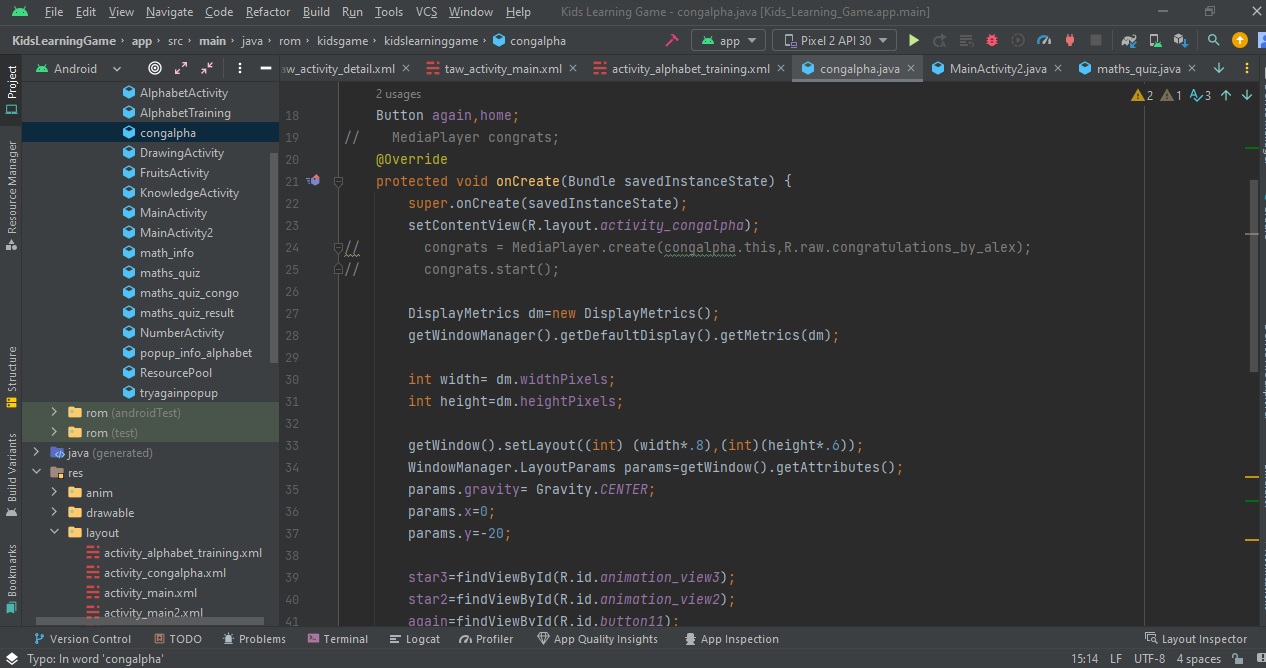 File Edit View Navigate Code Refactor Build Run Tools VCS Window Help Kids Learning Game - congalpha.java [Kids_Learning_Game.app.main]
KidsLearningGame app src main java rom kidsgame kidslearninggame congalpha app Pixel 2 API 30
Project
Android
aw_activity_detail.xml taw_activity_main.xml activity_alphabet_training.xml congalpha.java MainActivity2.java maths_quiz.java
Resource Manager
Structure
Build Variants
Bookmarks
AlphabetActivity
AlphabetTraining
congalpha
DrawingActivity
FruitsActivity
KnowledgeActivity
MainActivity
MainActivity2
math_info
maths_quiz
maths_quiz_congo
maths_quiz_result
NumberActivity
popup_info_alphabet
ResourcePool
tryagainpopup
rom (androidTest)
rom (test)
java (generated)
res
anim
drawable
layout
activity_alphabet_training.xml
activity_congalpha.xml
activity_main.xml
activity_main2.xml
2 usages
2 1 3
18 Button again,home;
19 // MediaPlayer congrats;
20 @Override
21 protected void onCreate(Bundle savedInstanceState) {
22 super.onCreate(savedInstanceState);
23 setContentView(R.layout.activity_congalpha);
24 // congrats = MediaPlayer.create(congalpha.this,R.raw.congratulations_by_alex);
25 // congrats.start();
26
27 DisplayMetrics dm=new DisplayMetrics();
28 getWindowManager().getDefaultDisplay().getMetrics(dm);
29
30 int width= dm.widthPixels;
31 int height=dm.heightPixels;
32
33 getWindow().setLayout((int) (width*.8),(int)(height*.6));
34 WindowManager.LayoutParams params=getWindow().getAttributes();
35 params.gravity= Gravity.CENTER;
36 params.x=0;
37 params.y=-20;
38
39 star3=findViewById(R.id.animation_view3);
40 star2=findViewById(R.id.animation_view2);
41 again=findViewById(R.id.button11);
Version Control TODO Problems Terminal Logcat Profiler App Quality Insights App Inspection Layout Inspector
Typo: In word 'congalpha' 15:14 LF UTF-8 4 spaces